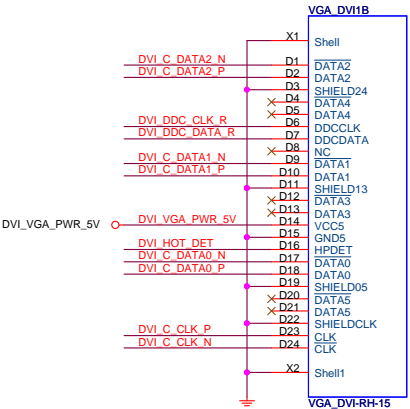 VGA_DVI1B
X1 Shell
DVI_C_DATA2_N D1 DATA2
DVI_C_DATA2_P D2 DATA2
D3 SHIELD24
D4 DATA4
D5 DATA4
DVI_DDC_CLK_R D6 DDCCLK
DVI_DDC_DATA_R D7 DDCDATA
D8 NC
DVI_C_DATA1_N D9 DATA1
DVI_C_DATA1_P D10 DATA1
D11 SHIELD13
D12 DATA3
D13 DATA3
DVI_VGA_PWR_5V DVI_VGA_PWR_5V D14 VCC5
D15 GND5
DVI_HOT_DET D16 HPDET
DVI_C_DATA0_N D17 DATA0
DVI_C_DATA0_P D18 DATA0
D19 SHIELD05
D20 DATA5
D21 DATA5
D22 SHIELDCLK
DVI_C_CLK_P D23 CLK
DVI_C_CLK_N D24 CLK
X2 Shell1
VGA_DVI-RH-15